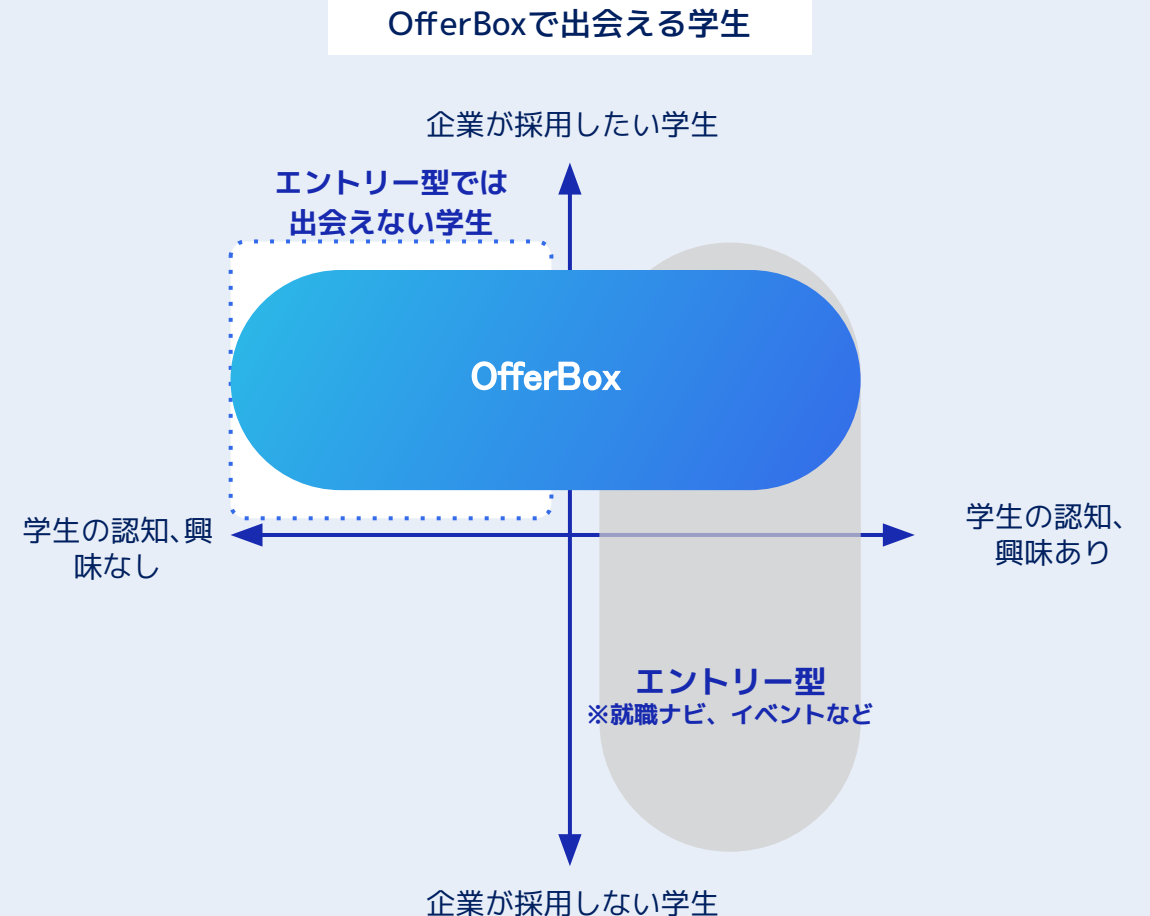 OfferBoxで出会える学生
企業が採用したい学生
エントリー型では
出会えない学生
OfferBox
学生の認知、興
味なし
学生の認知、
興味あり
エントリー型
※就職ナビ、イベントなど
企業が採用しない学生